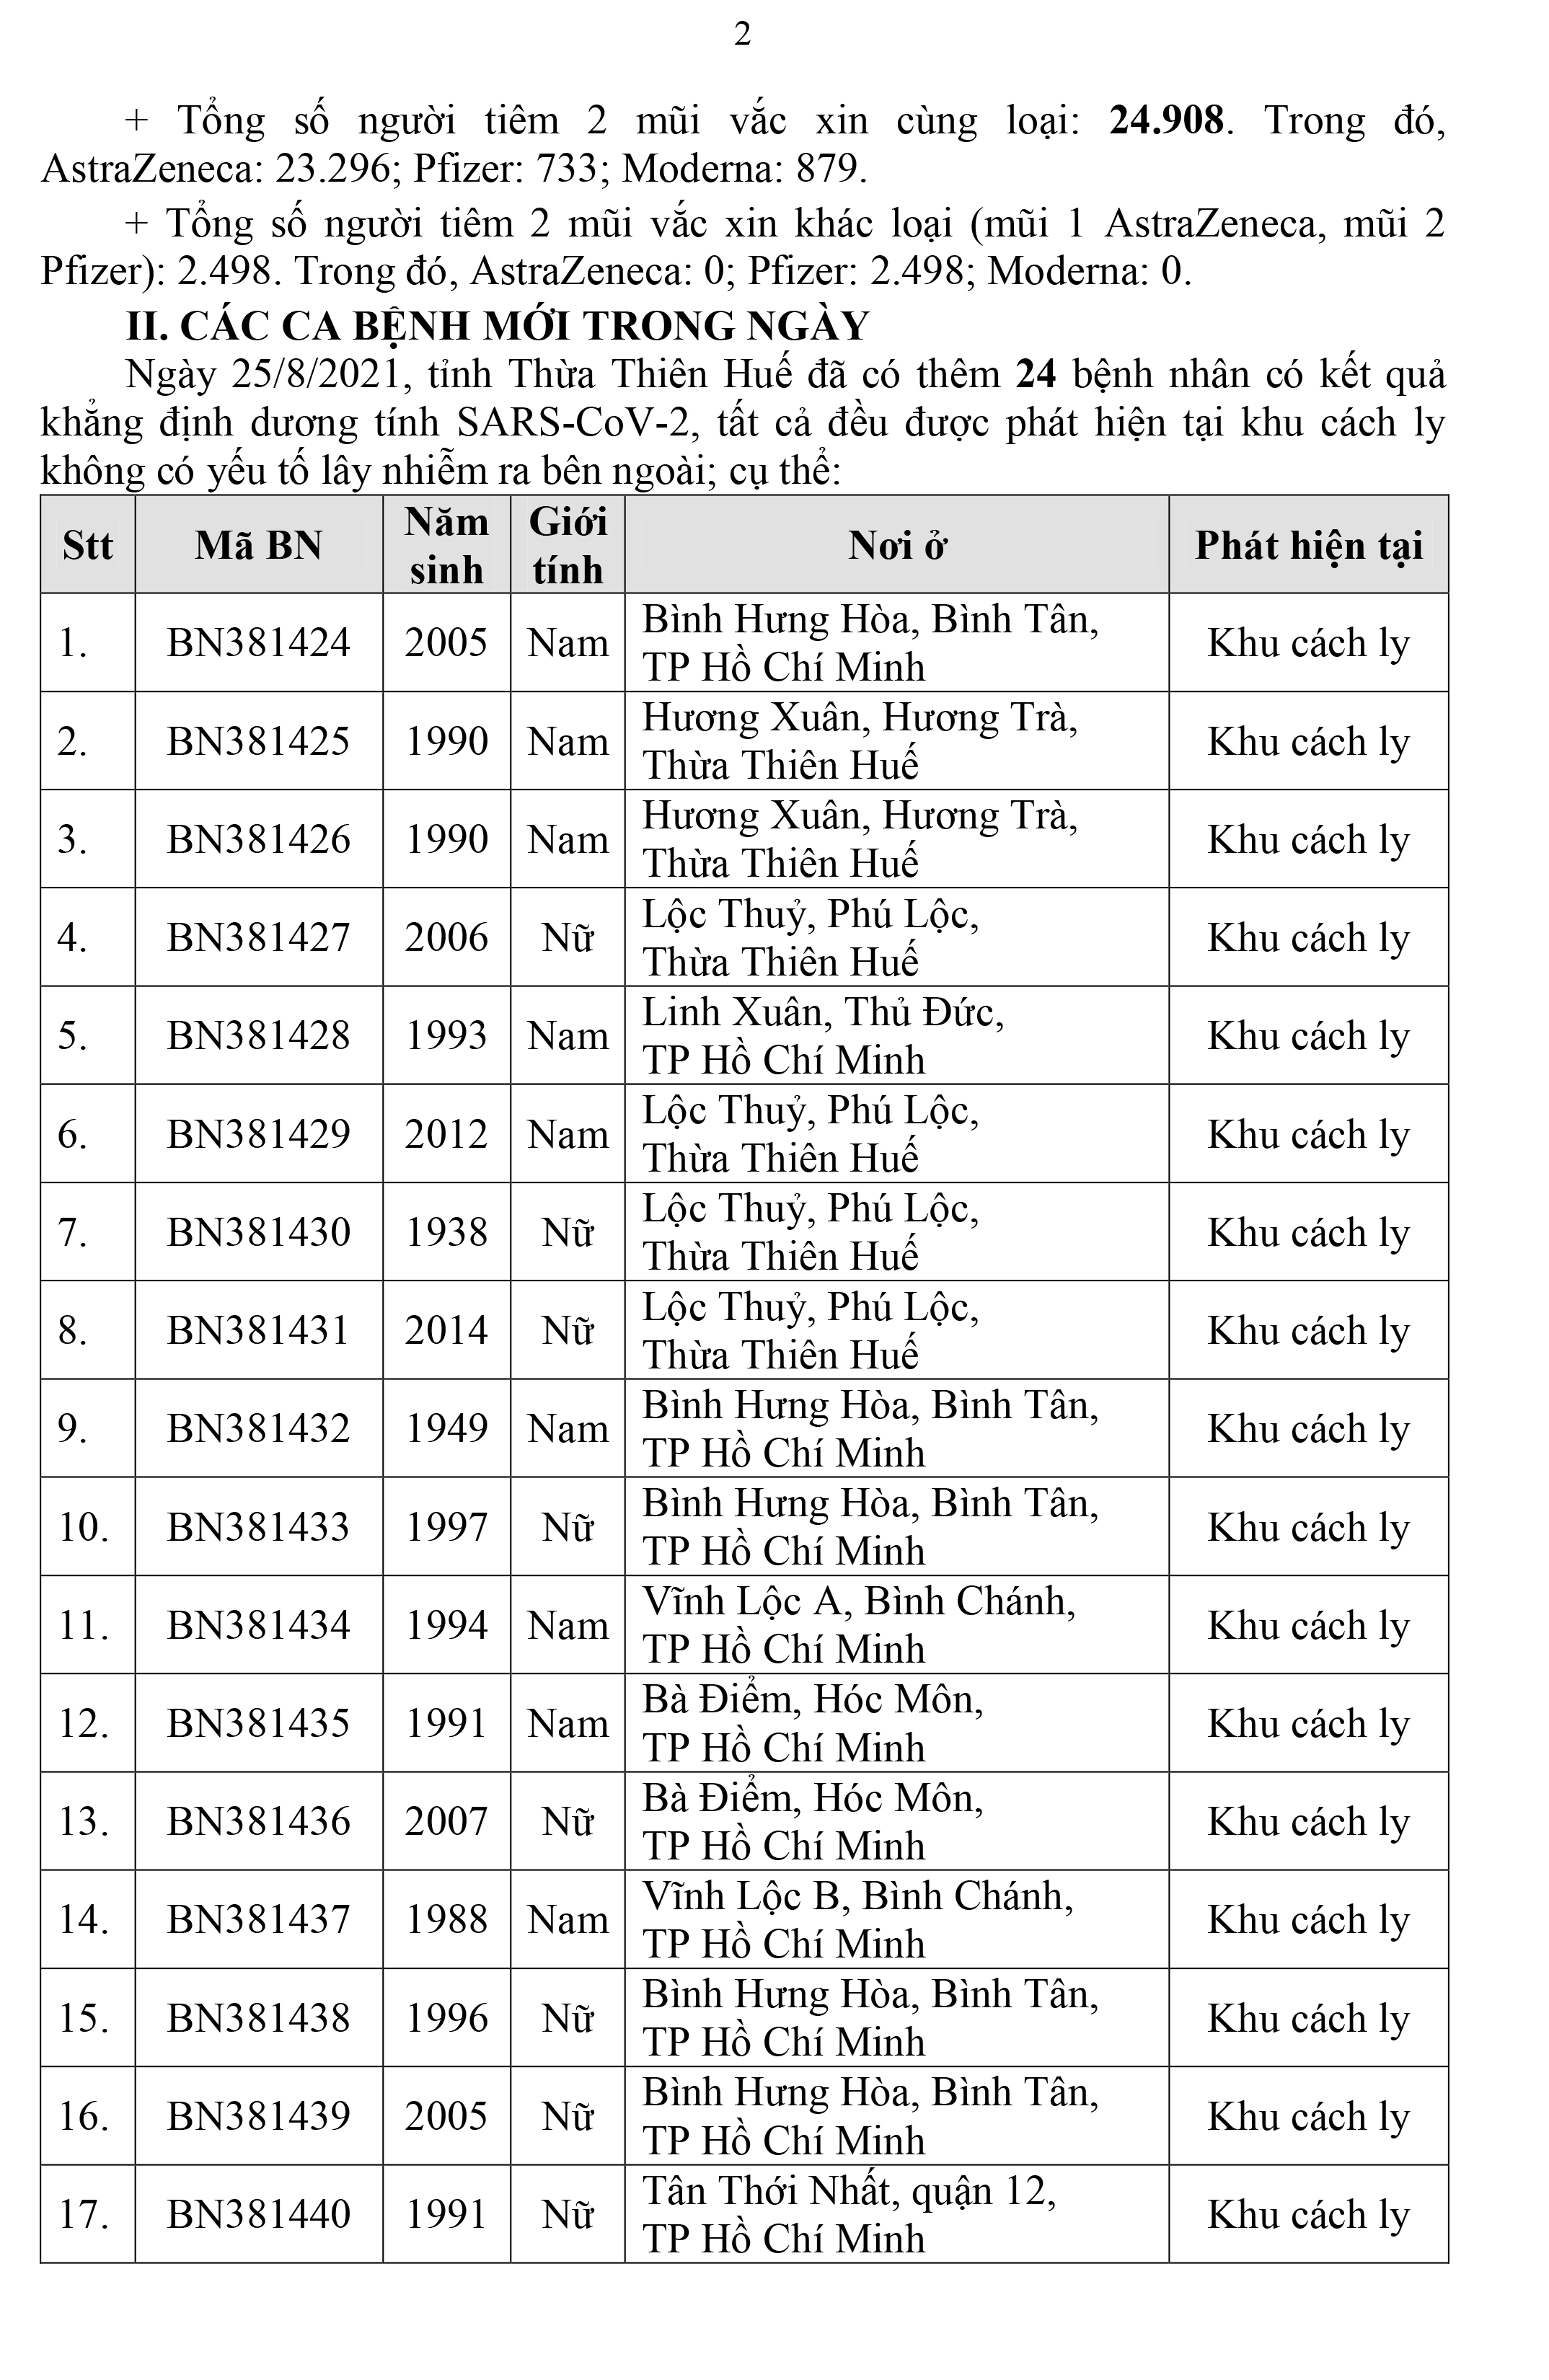 2
+ Tổng số người tiêm 2 mũi vắc xin cùng loại: 24.908. Trong đó,
AstraZeneca: 23.296; Pfizer: 733; Moderna: 879.
+ Tổng số người tiêm 2 mũi vắc xin khác loại (mũi 1 AstraZeneca, mũi 2
Pfizer): 2.498. Trong đó, AstraZeneca: 0; Pfizer: 2.498; Moderna: 0.
II. CÁC CA BỆNH MỚI TRONG NGÀY
Ngày 25/8/2021, tỉnh Thừa Thiên Huế đã có thêm 24 bệnh nhân có kết quả
khẳng định dương tính SARS-CoV-2, tất cả đều được phát hiện tại khu cách ly
không có yếu tố lây nhiễm ra bên ngoài; cụ thể:
Stt Mã BN Năm sinh Giới tính Nơi ở Phát hiện tại
1. BN381424 2005 Nam Bình Hưng Hòa, Bình Tân,
TP Hồ Chí Minh Khu cách ly
2. BN381425 1990 Nam Hương Xuân, Hương Trà,
Thừa Thiên Huế Khu cách ly
3. BN381426 1990 Nam Hương Xuân, Hương Trà,
Thừa Thiên Huế Khu cách ly
4. BN381427 2006 Nữ Lộc Thuỷ, Phú Lộc,
Thừa Thiên Huế Khu cách ly
5. BN381428 1993 Nam Linh Xuân, Thủ Đức,
TP Hồ Chí Minh Khu cách ly
6. BN381429 2012 Nam Lộc Thuỷ, Phú Lộc,
Thừa Thiên Huế Khu cách ly
7. BN381430 1938 Nữ Lộc Thuỷ, Phú Lộc,
Thừa Thiên Huế Khu cách ly
8. BN381431 2014 Nữ Lộc Thuỷ, Phú Lộc,
Thừa Thiên Huế Khu cách ly
9. BN381432 1949 Nam Bình Hưng Hòa, Bình Tân,
TP Hồ Chí Minh Khu cách ly
10. BN381433 1997 Nữ Bình Hưng Hòa, Bình Tân,
TP Hồ Chí Minh Khu cách ly
11. BN381434 1994 Nam Vĩnh Lộc A, Bình Chánh,
TP Hồ Chí Minh Khu cách ly
12. BN381435 1991 Nam Bà Điểm, Hóc Môn,
TP Hồ Chí Minh Khu cách ly
13. BN381436 2007 Nữ Bà Điểm, Hóc Môn,
TP Hồ Chí Minh Khu cách ly
14. BN381437 1988 Nam Vĩnh Lộc B, Bình Chánh,
TP Hồ Chí Minh Khu cách ly
15. BN381438 1996 Nữ Bình Hưng Hòa, Bình Tân,
TP Hồ Chí Minh Khu cách ly
16. BN381439 2005 Nữ Bình Hưng Hòa, Bình Tân,
TP Hồ Chí Minh Khu cách ly
17. BN381440 1991 Nữ Tân Thới Nhất, quận 12,
TP Hồ Chí Minh Khu cách ly